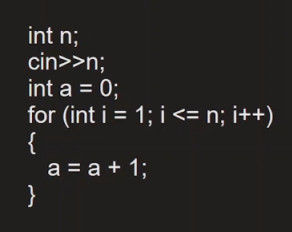 int n;
cin>>n;
int a = 0;
for (int i = 1; i <= n; i++)
{
a = a + 1;
}